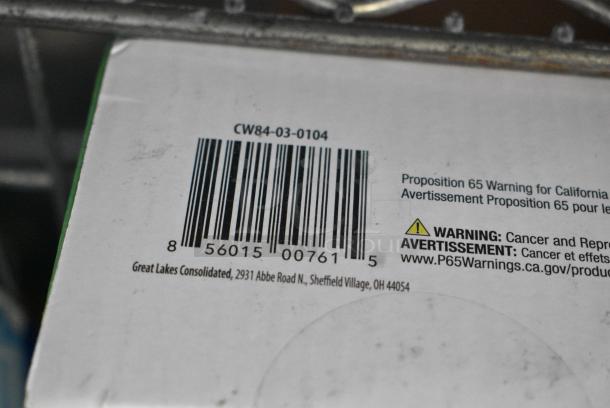 CW84-03-0104
8 56015 00761 5
Great Lakes Consolidated, 2931 Abbe Road N., Sheffield Village, OH 44054
Proposition 65 Warning for California
Avertissement Proposition 65 pour le
WARNING: Cancer and Repr
AVERTISSEMENT: Cancer et effets
www.P65Warnings.ca.gov/produc